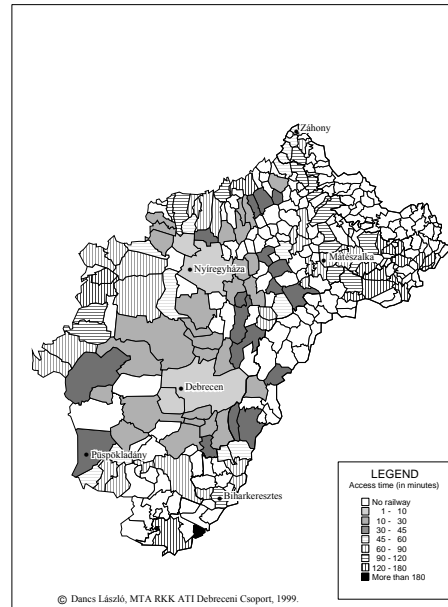 Záhony
Mátészalka
Nyíregyháza
Debrecen
Püspökladány
Biharkeresztes
LEGEND
Access time (in minutes)
No railway
1 - 10
10 - 30
30 - 45
45 - 60
60 - 90
90 - 120
120 - 180
More than 180
© Dancs László, MTA RKK ATI Debreceni Csoport, 1999.